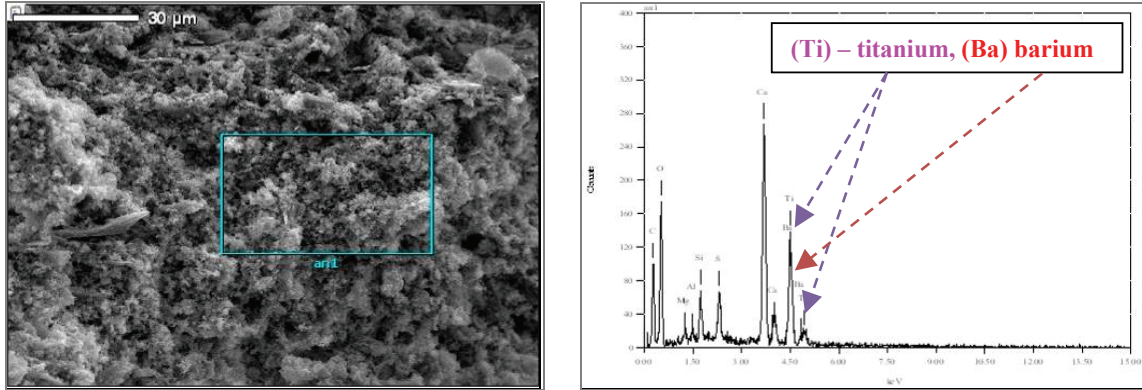 30 µm
arr1
(Ti) – titanium, (Ba) barium
400
360
320
280
240
200
160
120
80
40
0
Counts
C
O
Mg
Al
Si
S
Ca
Ca
Ti
Ba
Ba
0.00 1.50 3.00 4.50 6.00 7.50 9.00 10.50 12.00 13.50 15.00
keV